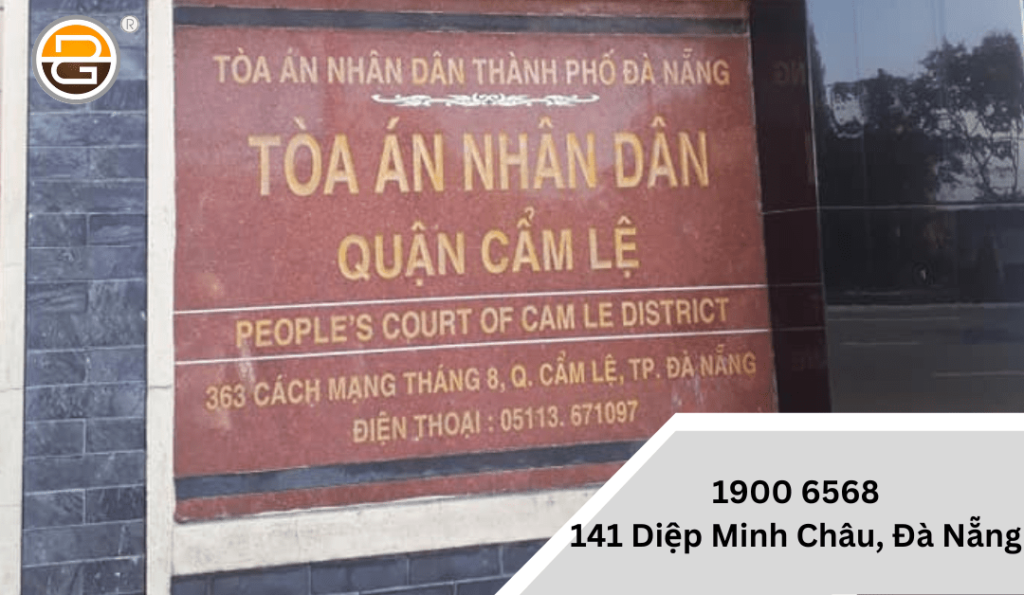 DG
®
TÒA ÁN NHÂN DÂN THÀNH PHỐ ĐÀ NẴNG
TÒA ÁN NHÂN DÂN
QUẬN CẨM LỆ
PEOPLE'S COURT OF CAM LE DISTRICT
363 CÁCH MẠNG THÁNG 8, Q. CẨM LỆ, TP. ĐÀ NẴNG
ĐIỆN THOẠI : 05113. 671097
1900 6568
141 Diệp Minh Châu, Đà Nẵng